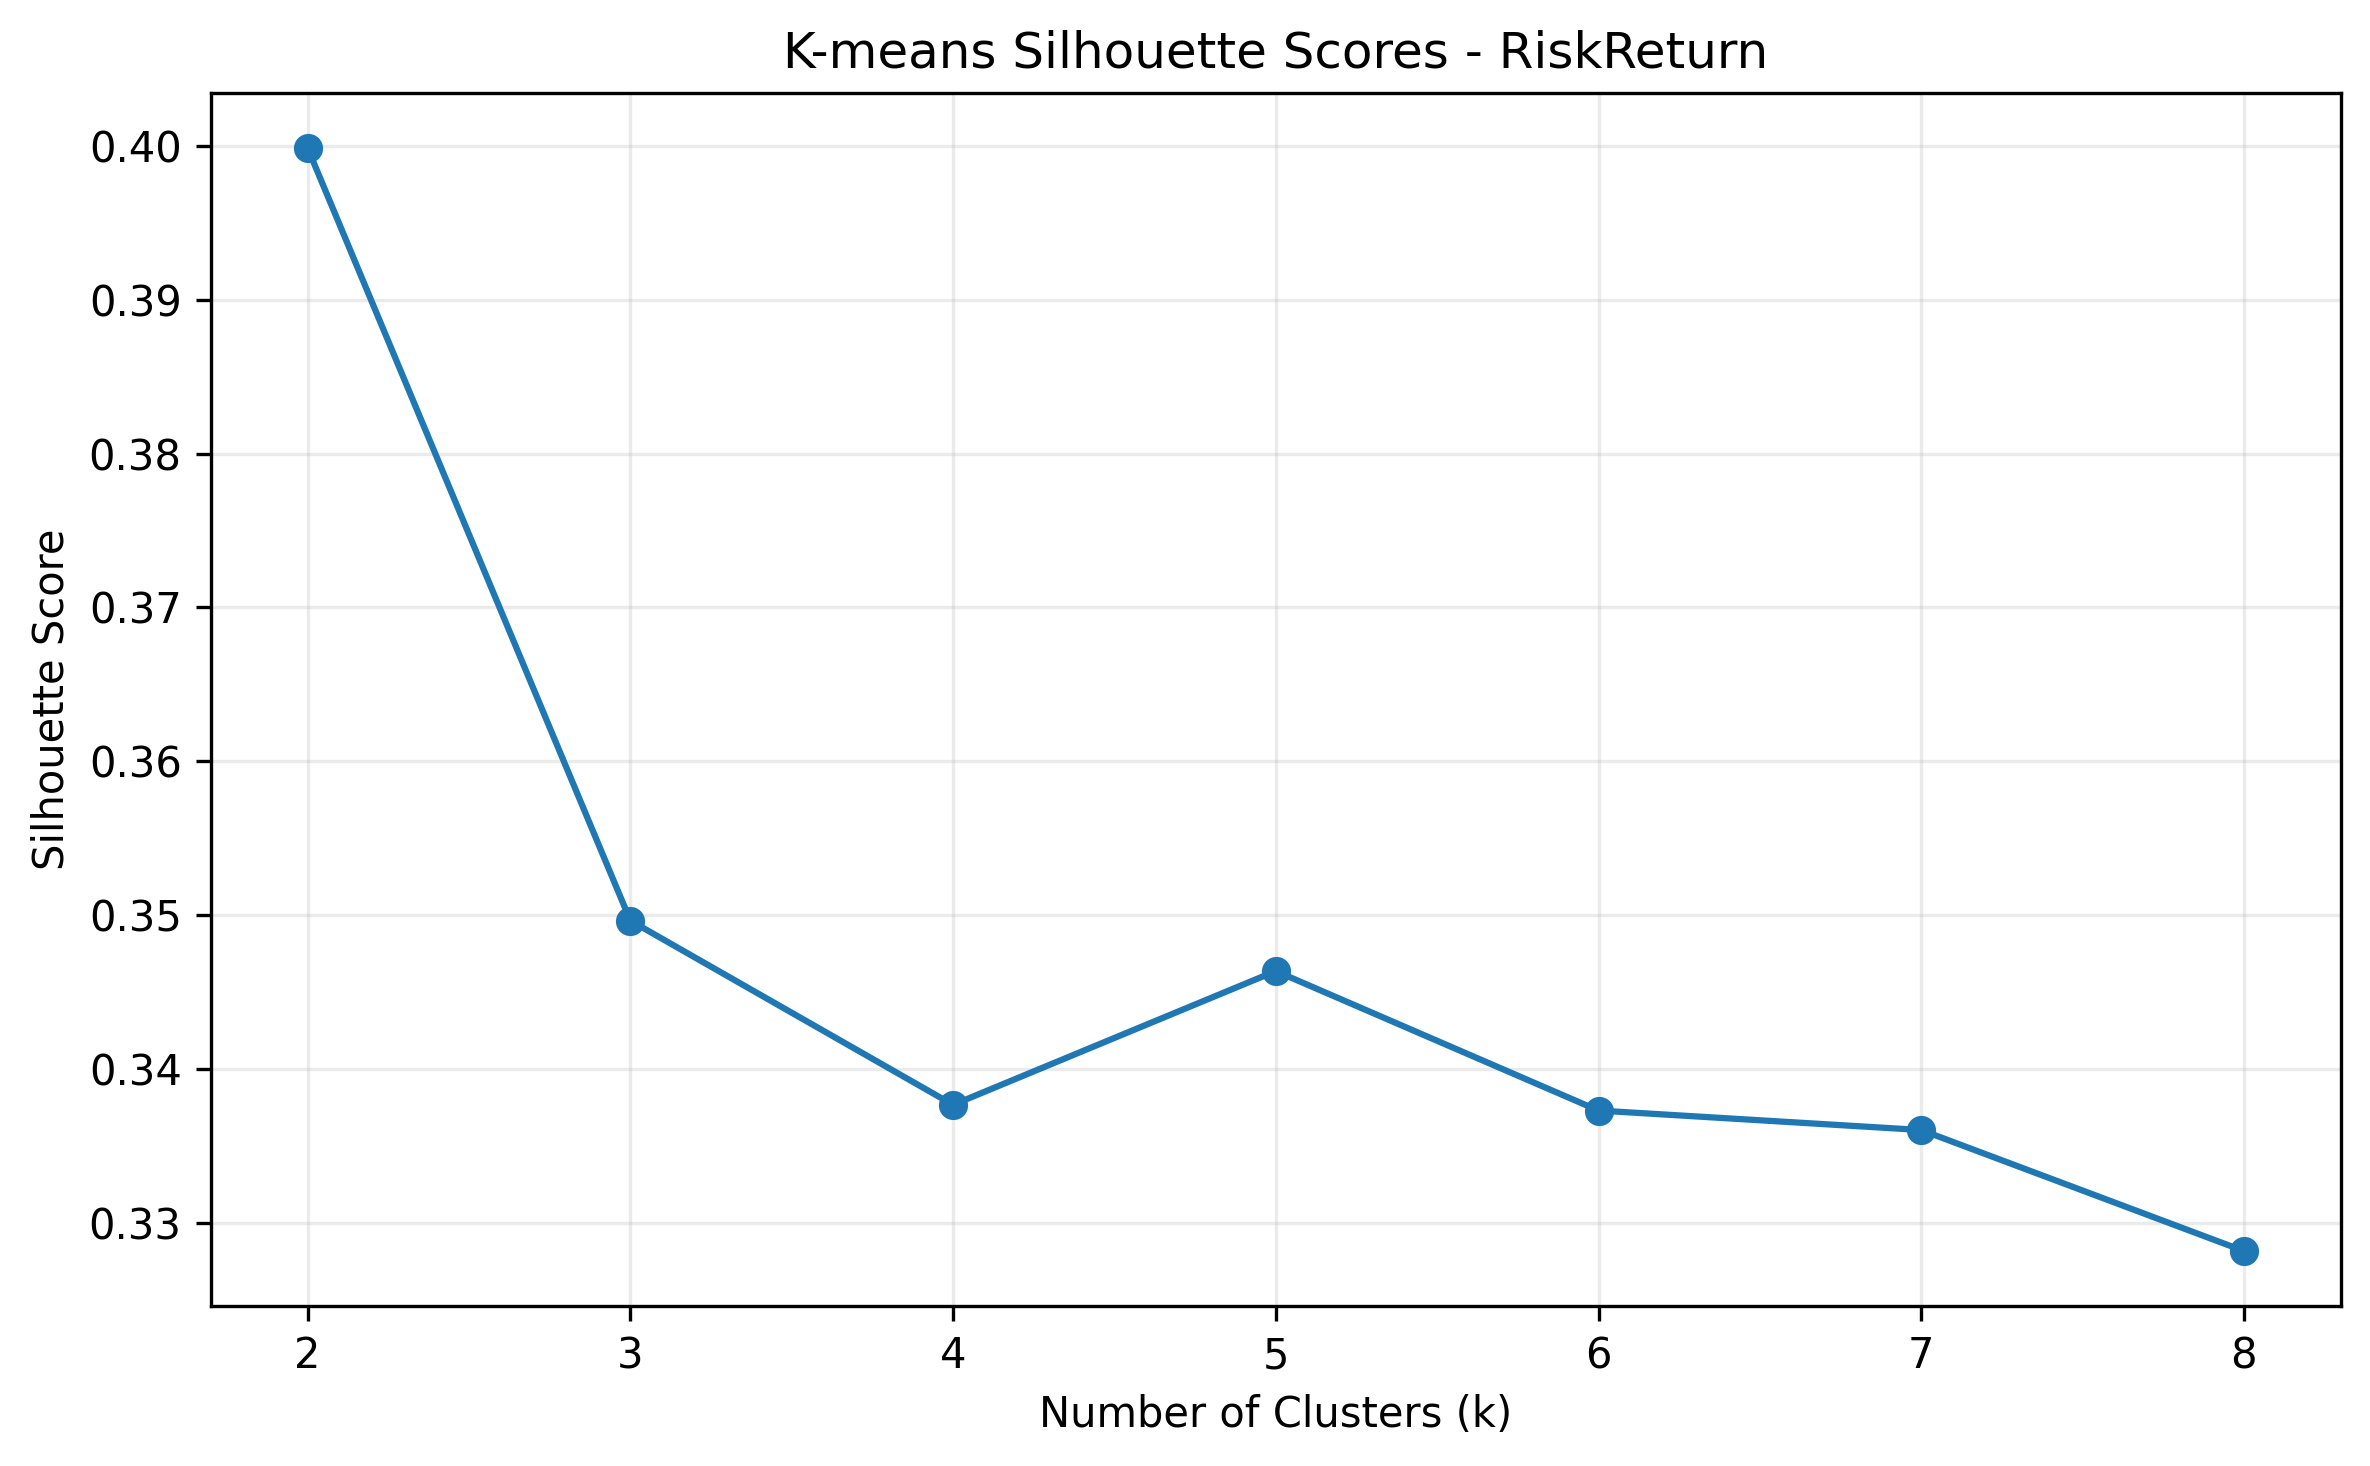 K-means Silhouette Scores - RiskReturn
Silhouette Score
0.40
0.39
0.38
0.37
0.36
0.35
0.34
0.33
2 3 4 5 6 7 8
Number of Clusters (k)